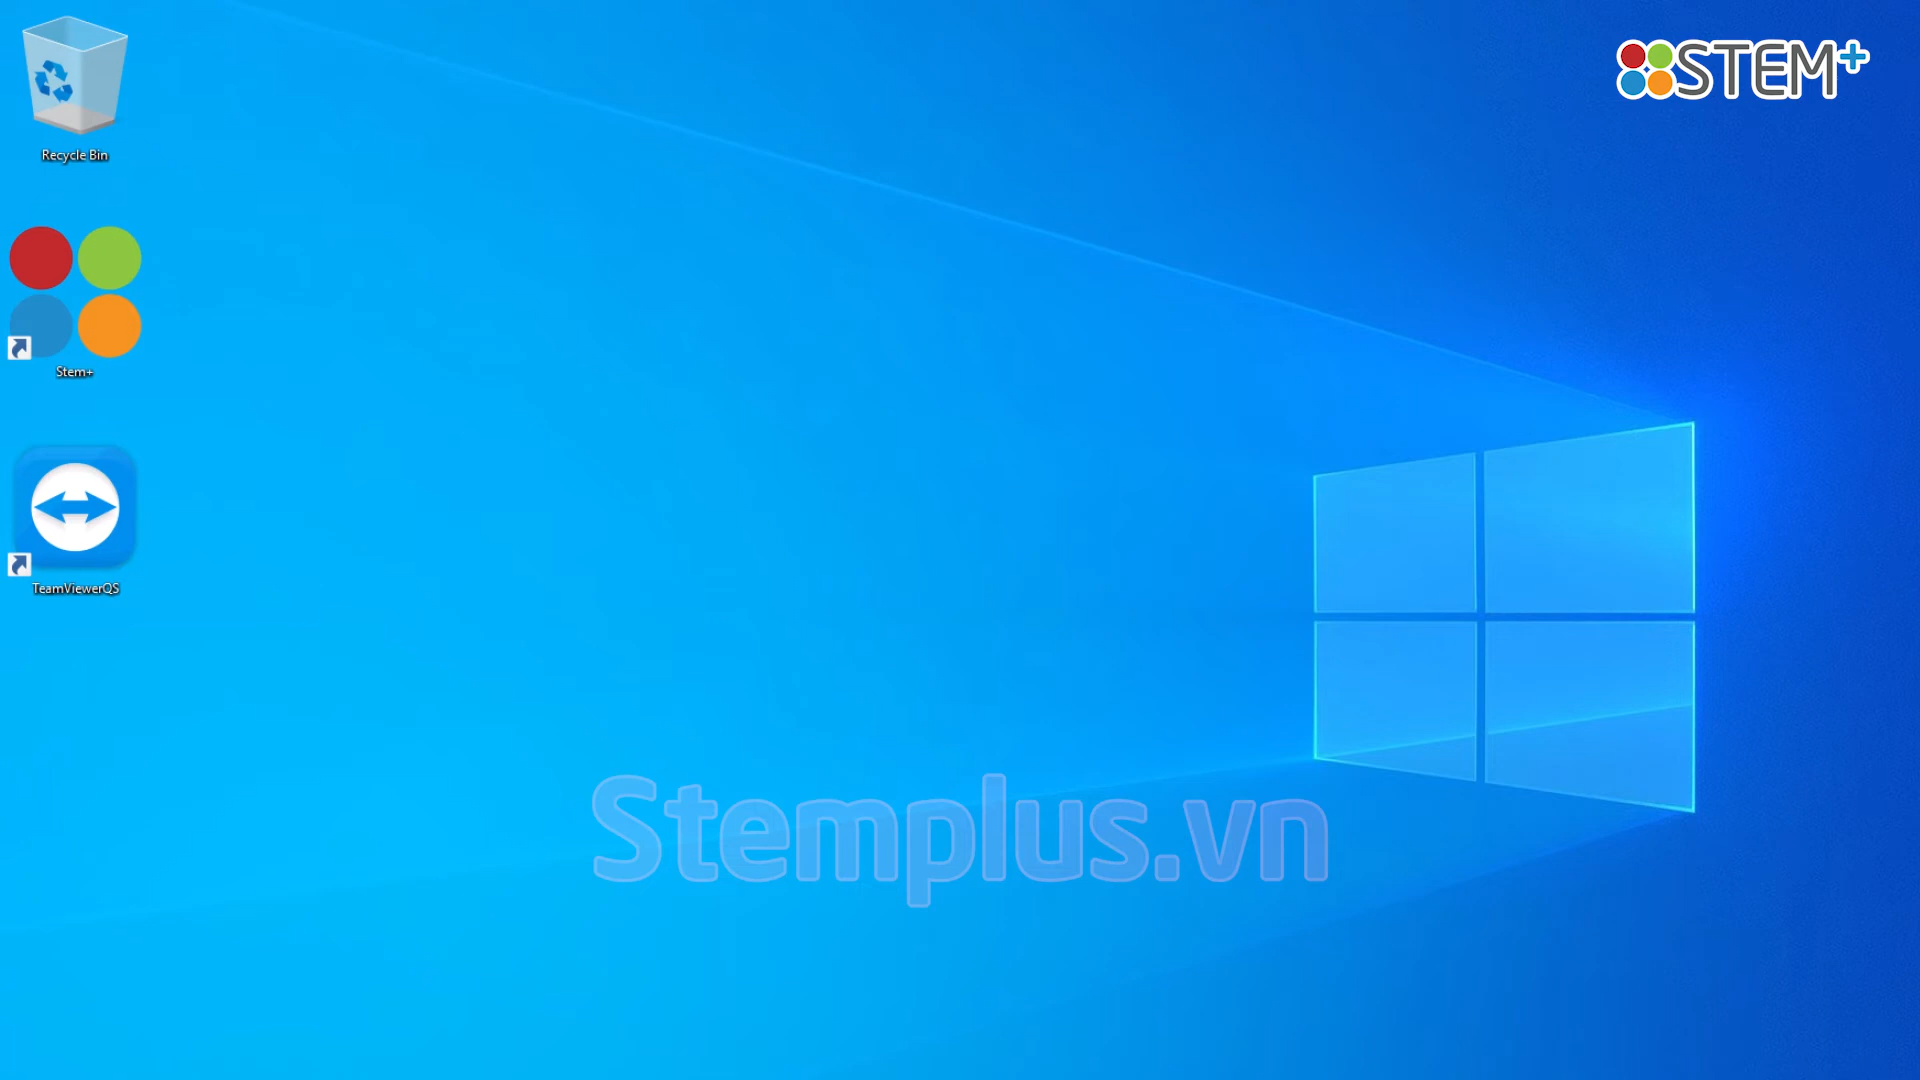 STEM+
Recycle Bin
Stem+
TeamViewerQS
Stemplus.vn